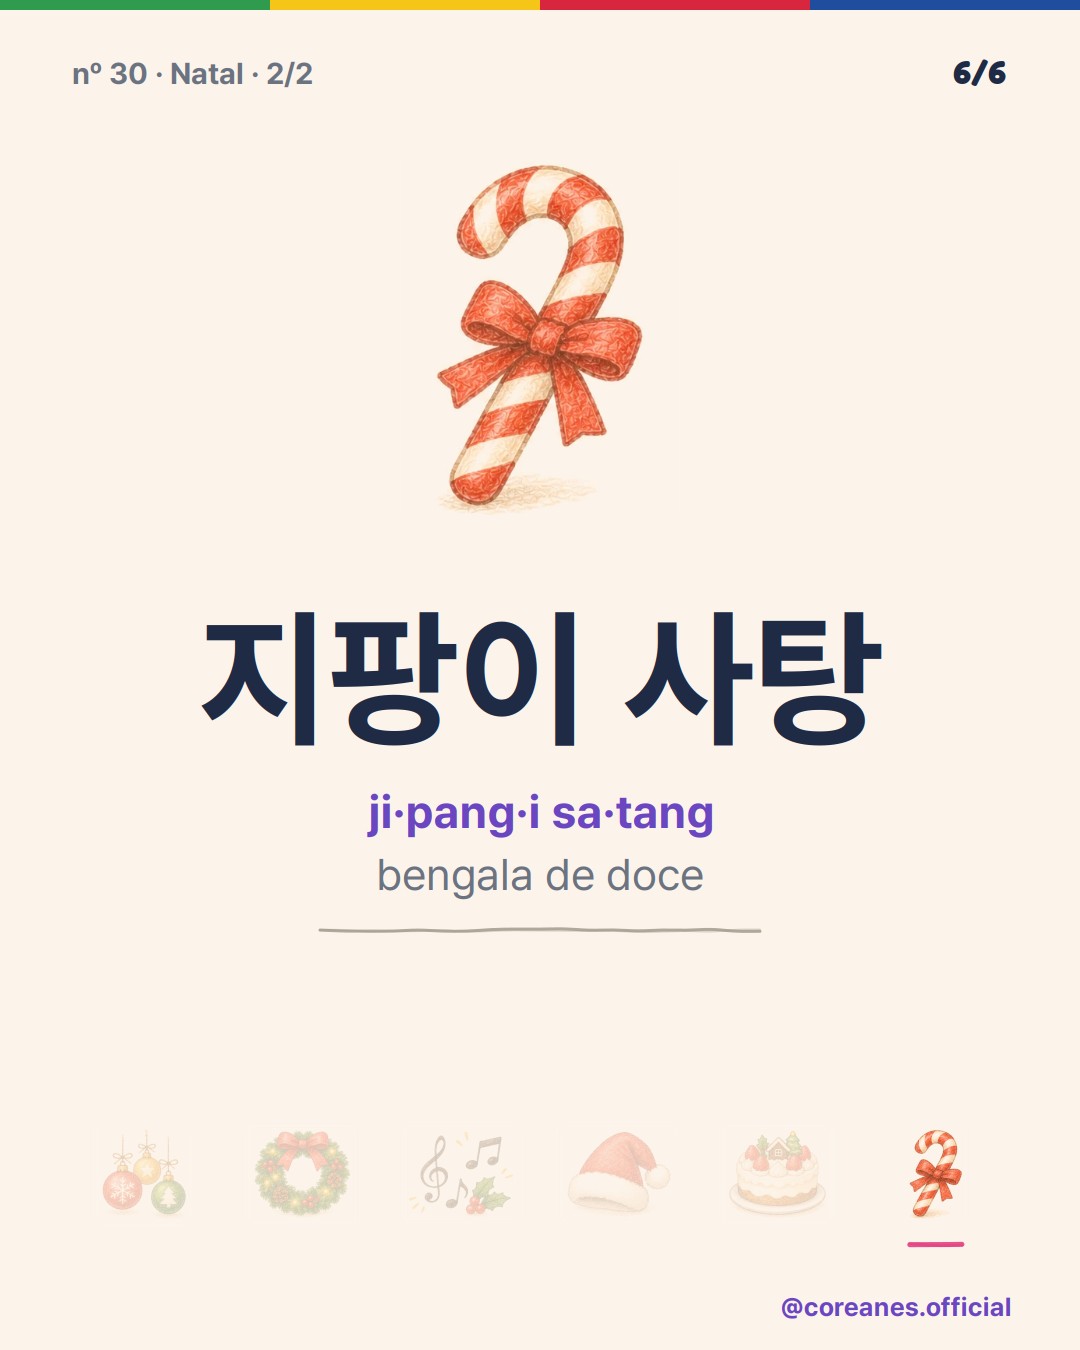 nº 30 · Natal · 2/2
6/6
지팡이 사탕
ji·pang·i sa·tang
bengala de doce
@coreanes.official